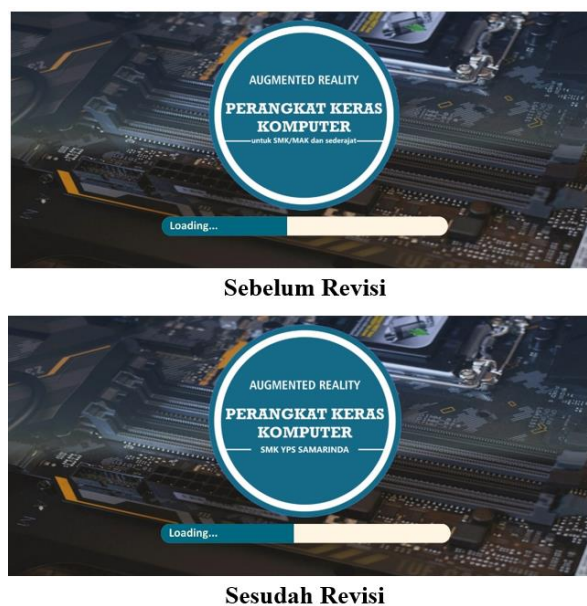 AUGMENTED REALITY
PERANGKAT KERAS
KOMPUTER
untuk SMK/MAK dan sederajat
Loading...
Sebelum Revisi
AUGMENTED REALITY
PERANGKAT KERAS
KOMPUTER
SMK YPS SAMARINDA
Loading...
Sesudah Revisi